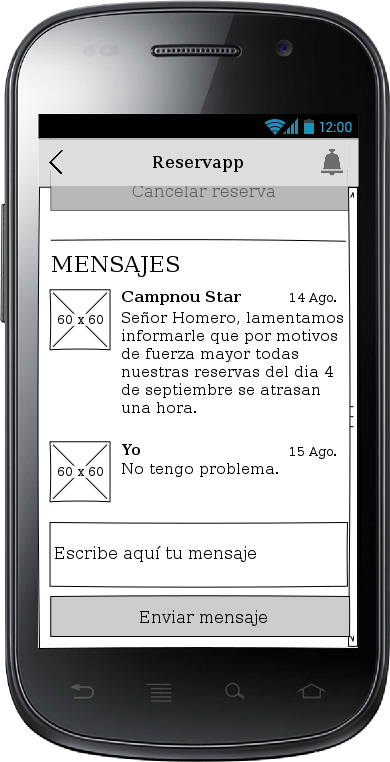 12:00
Reservapp
Cancelar reserva
MENSAJES
Campnou Star 14 Ago.
60 x 60
Señor Homero, lamentamos
informarle que por motivos
de fuerza mayor todas
nuestras reservas del dia 4
de septiembre se atrasan
una hora.
Yo 15 Ago.
60 x 60
No tengo problema.
Escribe aquí tu mensaje
Enviar mensaje